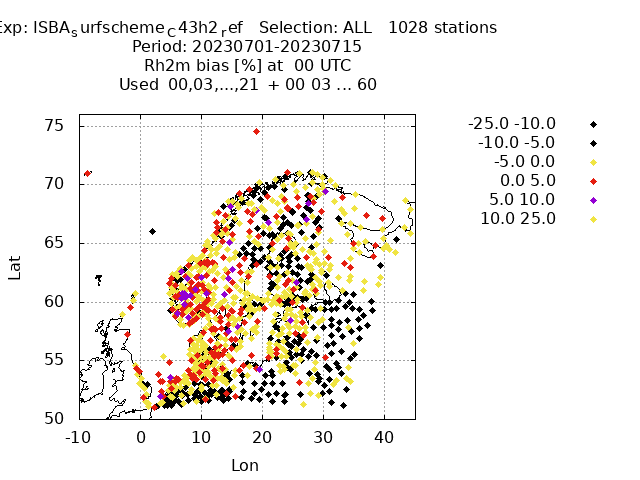 Exp: ISBA_surfscheme_C43h2_ref Selection: ALL 1028 stations
Period: 20230701-20230715
Rh2m bias [%] at 00 UTC
Used 00,03,...,21 + 00 03 ... 60
-25.0 -10.0
-10.0 -5.0
-5.0 0.0
0.0 5.0
5.0 10.0
10.0 25.0
75
70
65
60
55
50
Lat
-10 0 10 20 30 40
Lon